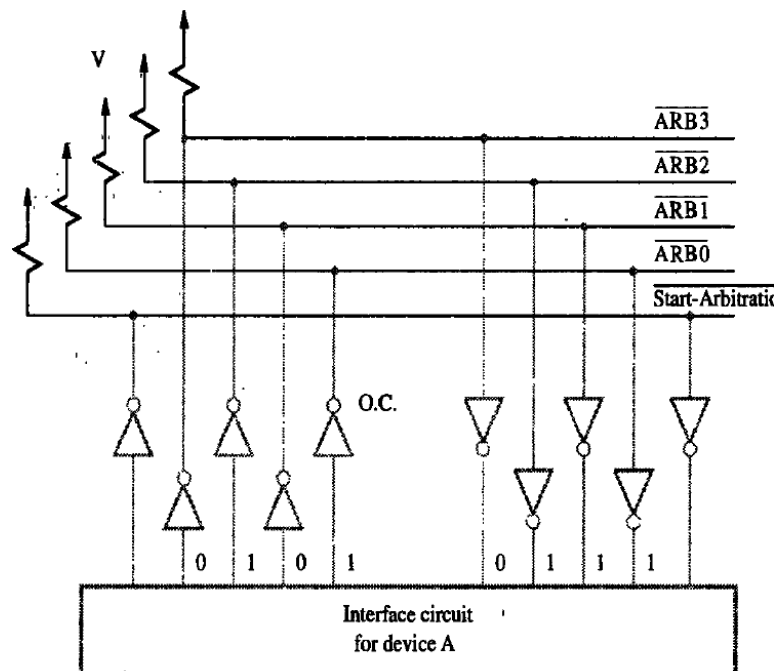 V
ARB3
ARB2
ARB1
ARB0
Start-Arbitratio
O.C.
0 1 0 1 0 1 1 1
Interface circuit
for device A